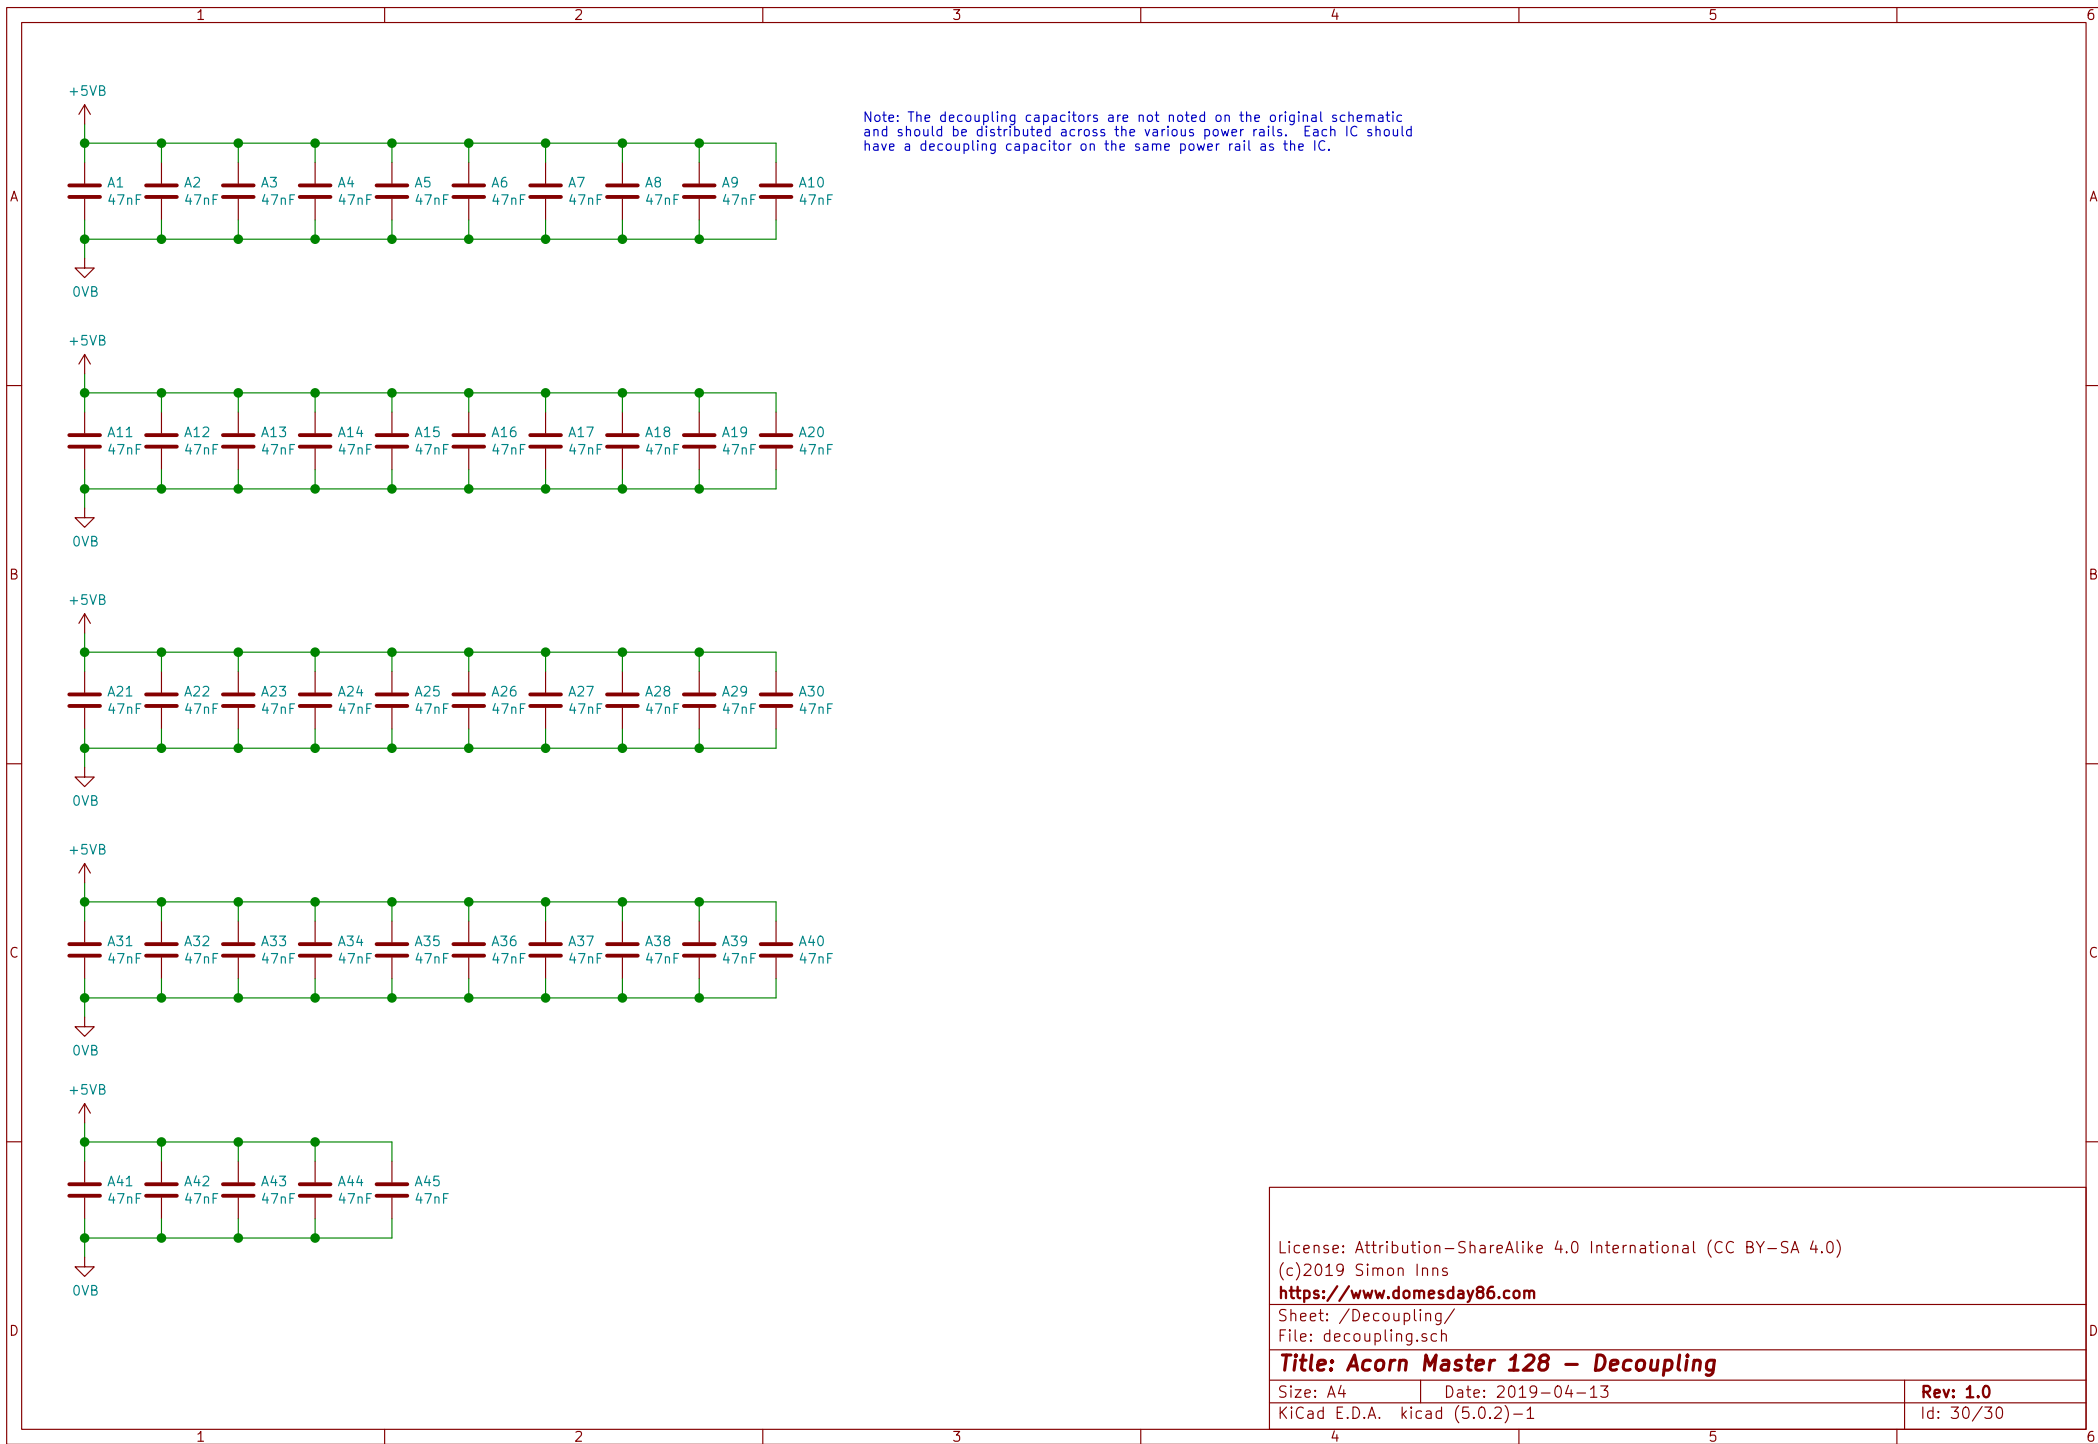 1 2 3 4 5 6
+5VB
Note: The decoupling capacitors are not noted on the original schematic
and should be distributed across the various power rails.  Each IC should
have a decoupling capacitor on the same power rail as the IC.
A1 A2 A3 A4 A5 A6 A7 A8 A9 A10
A A
47nF 47nF 47nF 47nF 47nF 47nF 47nF 47nF 47nF 47nF
0VB
+5VB
A11 A12 A13 A14 A15 A16 A17 A18 A19 A20
47nF 47nF 47nF 47nF 47nF 47nF 47nF 47nF 47nF 47nF
0VB
B B
+5VB
A21 A22 A23 A24 A25 A26 A27 A28 A29 A30
47nF 47nF 47nF 47nF 47nF 47nF 47nF 47nF 47nF 47nF
0VB
+5VB
A31 A32 A33 A34 A35 A36 A37 A38 A39 A40
C C
47nF 47nF 47nF 47nF 47nF 47nF 47nF 47nF 47nF 47nF
0VB
+5VB
A41 A42 A43 A44 A45
47nF 47nF 47nF 47nF 47nF
0VB
License: Attribution-ShareAlike 4.0 International (CC BY-SA 4.0)
(c)2019 Simon Inns
https://www.domesday86.com
Sheet: /Decoupling/
D D
File: decoupling.sch
Title: Acorn Master 128 - Decoupling
Size: A4 Date: 2019-04-13 Rev: 1.0
KiCad E.D.A.  kicad (5.0.2)-1 Id: 30/30
1 2 3 4 5 6